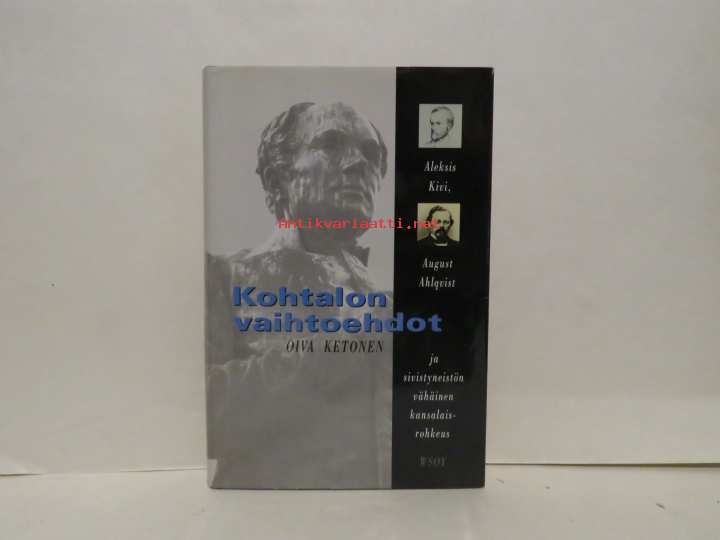 Aleksis
Kivi,
Antikvariaatti.net
August
Ahlqvist
Kohtalon
vaihtoehdot
OIVA KETONEN
ja
sivistyneistön
vähäinen
kansalais-
rohkeus
WSOY